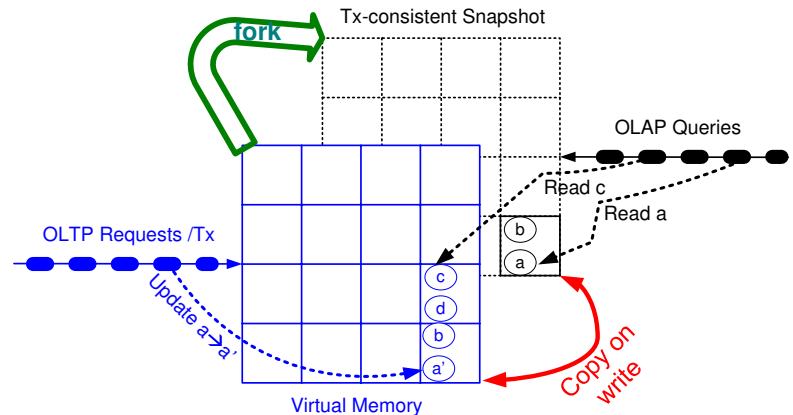 Tx-consistent Snapshot
fork
OLAP Queries
Read c
Read a
b
a
OLTP Requests /Tx
c
d
b
a'
Update a→a'
Copy on
write
Virtual Memory